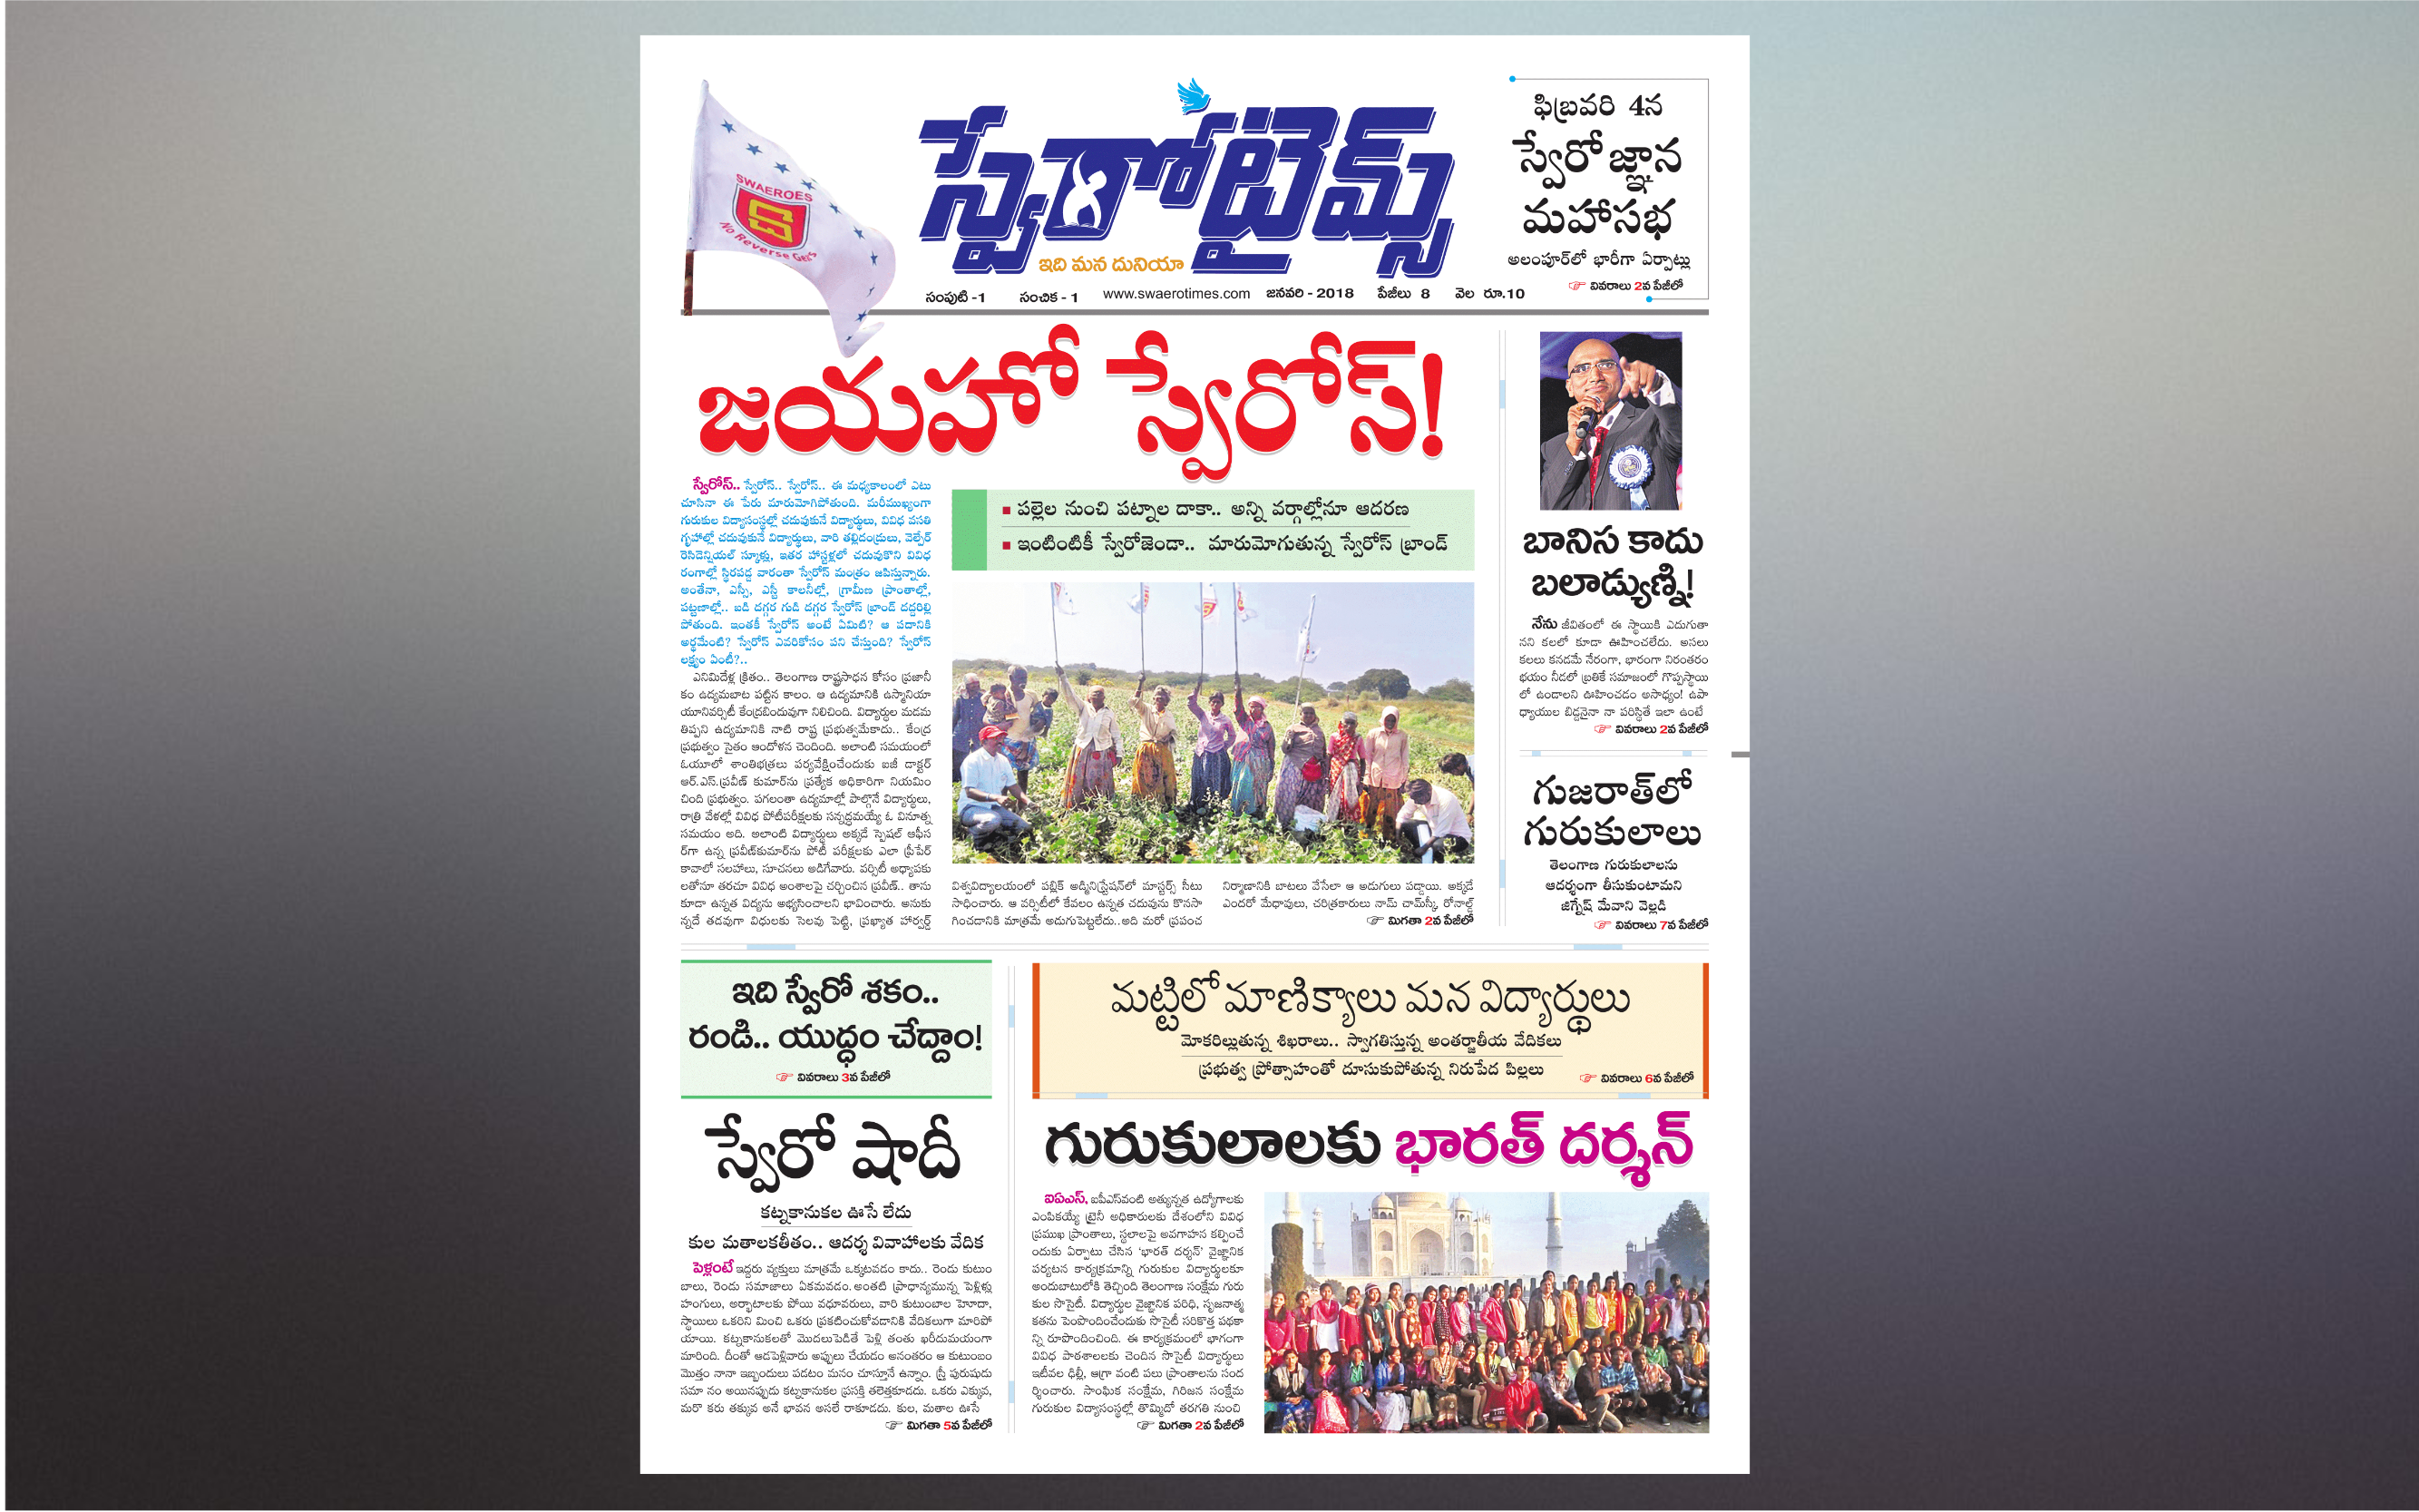 SWAEROES
No Reverse Gear
స్వేరోటైమ్స్
ఇది మన దునియా
ఫిబ్రవరి 4న
స్వేరో జ్ఞాన
మహాసభ
అలంపూర్‌లో భారీగా ఏర్పాట్లు
వివరాలు 2వ పేజీలో
సంపుటి -1 సంచిక - 1 www.swaerotimes.com జనవరి - 2018 పేజీలు 8 వెల రూ.10
జయహో స్వేరోస్!
స్వేరోస్.. స్వేరోస్.. స్వేరోస్.. ఈ మధ్యకాలంలో ఎటు
చూసినా ఈ పేరు మారుమోగిపోతుంది. మరీముఖ్యంగా
గురుకుల విద్యాసంస్థల్లో చదువుకునే విద్యార్థులు, వివిధ వసతి
గృహాల్లో చదువుకునే విద్యార్థులు, వారి తల్లిదండ్రులు, వెల్ఫేర్
రెసిడెన్షియల్ స్కూళ్లు, ఇతర హాస్టళ్లలో చదువుకొని వివిధ
రంగాల్లో స్థిరపడ్డ వారంతా స్వేరోస్ మంత్రం జపిస్తున్నారు.
అంతేనా, ఎస్సీ, ఎస్టీ కాలనీల్లో, గ్రామీణ ప్రాంతాల్లో,
పట్టణాల్లో.. బడి దగ్గర గుడి దగ్గర స్వేరోస్ బ్రాండ్ దద్దరిల్లి
పోతుంది. ఇంతకీ స్వేరోస్ అంటే ఏమిటి? ఆ పదానికి
అర్థమేంటి? స్వేరోస్ ఎవరికోసం పని చేస్తుంది? స్వేరోస్
లక్ష్యం ఏంటి?..
ఎనిమిదేళ్ల క్రితం.. తెలంగాణ రాష్ట్రసాధన కోసం ప్రజానీ
కం ఉద్యమబాట పట్టిన కాలం. ఆ ఉద్యమానికి ఉస్మానియా
యూనివర్సిటీ కేంద్రబిందువుగా నిలిచింది. విద్యార్థుల మడమ
తిప్పని ఉద్యమానికి నాటి రాష్ట్ర ప్రభుత్వమేకాదు.. కేంద్ర
ప్రభుత్వం సైతం ఆందోళన చెందింది. అలాంటి సమయంలో
ఓయూలో శాంతిభద్రతలు పర్యవేక్షించేందుకు ఐజీ డాక్టర్
ఆర్.ఎస్.ప్రవీణ్ కుమార్‌ను ప్రత్యేక అధికారిగా నియమిం
చింది ప్రభుత్వం. పగలంతా ఉద్యమాల్లో పాల్గొనే విద్యార్థులు,
రాత్రి వేళల్లో వివిధ పోటీపరీక్షలకు సన్నద్ధమయ్యే ఓ వినూత్న
సమయం అది. అలాంటి విద్యార్థులు అక్కడే స్పెషల్ ఆఫీస
ర్‌గా ఉన్న ప్రవీణ్‌కుమార్‌ను పోటీ పరీక్షలకు ఎలా ప్రిపేర్
కావాలో సలహాలు, సూచనలు అడిగేవారు. వర్సిటీ అధ్యాపకు
లతోనూ తరచూ వివిధ అంశాలపై చర్చించిన ప్రవీణ్.. తాను
కూడా ఉన్నత విద్యను అభ్యసించాలని భావించారు. అనుకు
న్నదే తడవుగా విధులకు సెలవు పెట్టి, ప్రఖ్యాత హార్వర్డ్
■ పల్లెల నుంచి పట్నాల దాకా.. అన్ని వర్గాల్లోనూ ఆదరణ
■ ఇంటింటికీ స్వేరోజెండా.. మారుమోగుతున్న స్వేరోస్ బ్రాండ్
విశ్వవిద్యాలయంలో పబ్లిక్ అడ్మినిస్ట్రేషన్‌లో మాస్టర్స్ సీటు
సాధించారు. ఆ వర్సిటీలో కేవలం ఉన్నత చదువును కొనసా
గించడానికి మాత్రమే అడుగుపెట్టలేదు..అది మరో ప్రపంచ
నిర్మాణానికి బాటలు వేసేలా ఆ అడుగులు పడ్డాయి. అక్కడే
ఎందరో మేధావులు, చరిత్రకారులు నామ్ చామ్‌స్కీ, రోనాల్డ్
మిగతా 2వ పేజీలో
బానిస కాదు
బలాడ్యుణ్ని!
నేను జీవితంలో ఈ స్థాయికి ఎదుగుతా
నని కలలో కూడా ఊహించలేదు. అసలు
కలలు కనడమే నేరంగా, భారంగా నిరంతరం
భయం నీడలో బ్రతికే సమాజంలో గొప్పస్థాయి
లో ఉండాలని ఊహించడం అసాధ్యం! ఉపా
ధ్యాయుల బిడ్డనైనా నా పరిస్థితే ఇలా ఉంటే
వివరాలు 2వ పేజీలో
గుజరాత్‌లో
గురుకులాలు
తెలంగాణ గురుకులాలను
ఆదర్శంగా తీసుకుంటామని
జిగ్నేష్ మేవాని వెల్లడి
వివరాలు 7వ పేజీలో
ఇది స్వేరో శకం..
రండి.. యుద్ధం చేద్దాం!
వివరాలు 3వ పేజీలో
మట్టిలో మాణిక్యాలు మన విద్యార్థులు
మోకరిల్లుతున్న శిఖరాలు.. స్వాగతిస్తున్న అంతర్జాతీయ వేదికలు
ప్రభుత్వ ప్రోత్సాహంతో దూసుకుపోతున్న నిరుపేద పిల్లలు
వివరాలు 6వ పేజీలో
స్వేరో షాదీ
కట్నకానుకల ఊసే లేదు
కుల మతాలకతీతం.. ఆదర్శ వివాహాలకు వేదిక
పెళ్లంటే ఇద్దరు వ్యక్తులు మాత్రమే ఒక్కటవడం కాదు.. రెండు కుటుం
బాలు, రెండు సమాజాలు ఏకమవడం.అంతటి ప్రాధాన్యమున్న పెళ్లిళ్లు
హంగులు, ఆర్భాటాలకు పోయి వధూవరులు, వారి కుటుంబాల హెూదా,
స్థాయిలు ఒకరిని మించి ఒకరు ప్రకటించుకోవడానికి వేదికలుగా మారిపో
యాయి. కట్నకానుకలతో మొదలుపెడితే పెళ్లి తంతు ఖరీదుమయంగా
మారింది. దీంతో ఆడపెళ్లివారు అప్పులు చేయడం అనంతరం ఆ కుటుంబం
మొత్తం నానా ఇబ్బందులు పడటం మనం చూస్తూనే ఉన్నాం. స్త్రీ పురుషుడు
సమా నం అయినప్పుడు కట్నకానుకల ప్రసక్తి తలెత్తకూడదు. ఒకరు ఎక్కువ,
మరొ కరు తక్కువ అనే భావన అసలే రాకూడదు. కుల, మతాల ఊసే
మిగతా 5వ పేజీలో
గురుకులాలకు భారత్ దర్శన్
ఐఏఎస్, ఐపీఎస్‌వంటి అత్యున్నత ఉద్యోగాలకు
ఎంపికయ్యే ట్రైనీ అధికారులకు దేశంలోని వివిధ
ప్రముఖ ప్రాంతాలు, స్థలాలపై అవగాహన కల్పించే
ందుకు ఏర్పాటు చేసిన ‘భారత్ దర్శన్’ వైజ్ఞానిక
పర్యటన కార్యక్రమాన్ని గురుకుల విద్యార్థులకూ
అందుబాటులోకి తెచ్చింది తెలంగాణ సంక్షేమ గురు
కుల సొసైటీ. విద్యార్థుల వైజ్ఞానిక పరిధి, సృజనాత్మ
కతను పెంపొందించేందుకు సొసైటీ సరికొత్త పథకా
న్ని రూపొందించింది. ఈ కార్యక్రమంలో భాగంగా
వివిధ పాఠశాలలకు చెందిన సొసైటీ విద్యార్థులు
ఇటీవల ఢిల్లీ, ఆగ్రా వంటి పలు ప్రాంతాలను సంద
ర్శించారు. సాంఘిక సంక్షేమ, గిరిజన సంక్షేమ
గురుకుల విద్యాసంస్థల్లో తొమ్మిదో తరగతి నుంచి
మిగతా 2వ పేజీలో